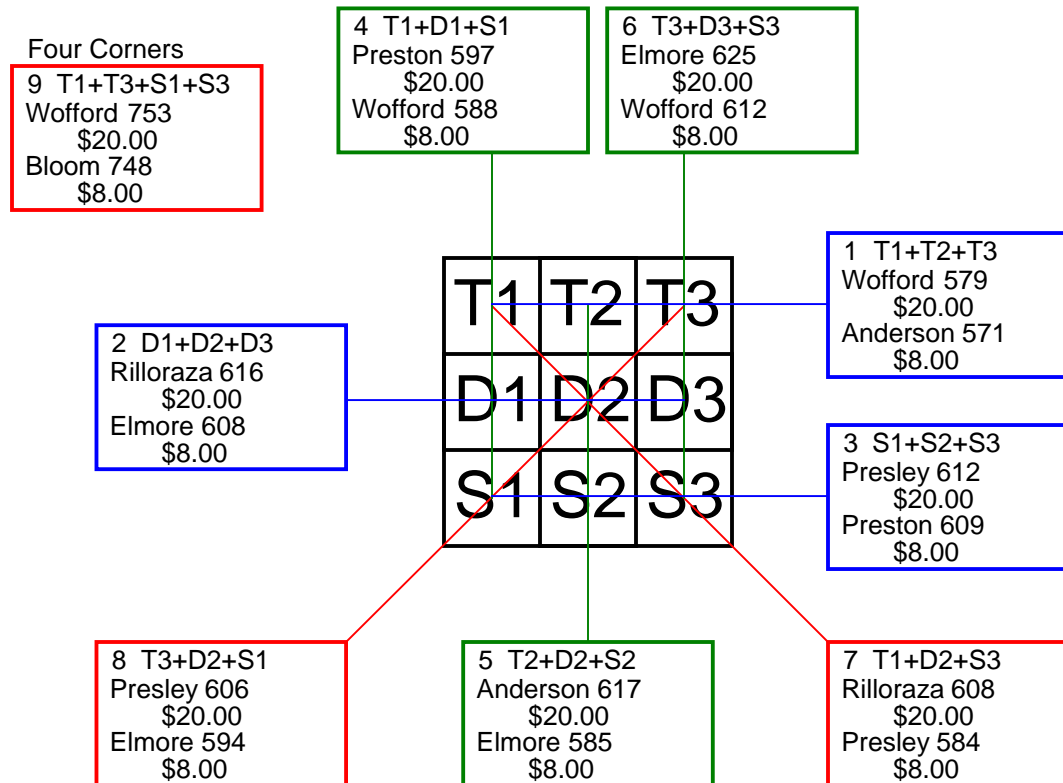 Four Corners
9 T1+T3+S1+S3
Wofford 753
$20.00
Bloom 748
$8.00
4 T1+D1+S1
Preston 597
$20.00
Wofford 588
$8.00
6 T3+D3+S3
Elmore 625
$20.00
Wofford 612
$8.00
1 T1+T2+T3
Wofford 579
$20.00
Anderson 571
$8.00
2 D1+D2+D3
Rilloraza 616
$20.00
Elmore 608
$8.00
T1 T2 T3
D1 D2 D3
S1 S2 S3
3 S1+S2+S3
Presley 612
$20.00
Preston 609
$8.00
8 T3+D2+S1
Presley 606
$20.00
Elmore 594
$8.00
5 T2+D2+S2
Anderson 617
$20.00
Elmore 585
$8.00
7 T1+D2+S3
Rilloraza 608
$20.00
Presley 584
$8.00